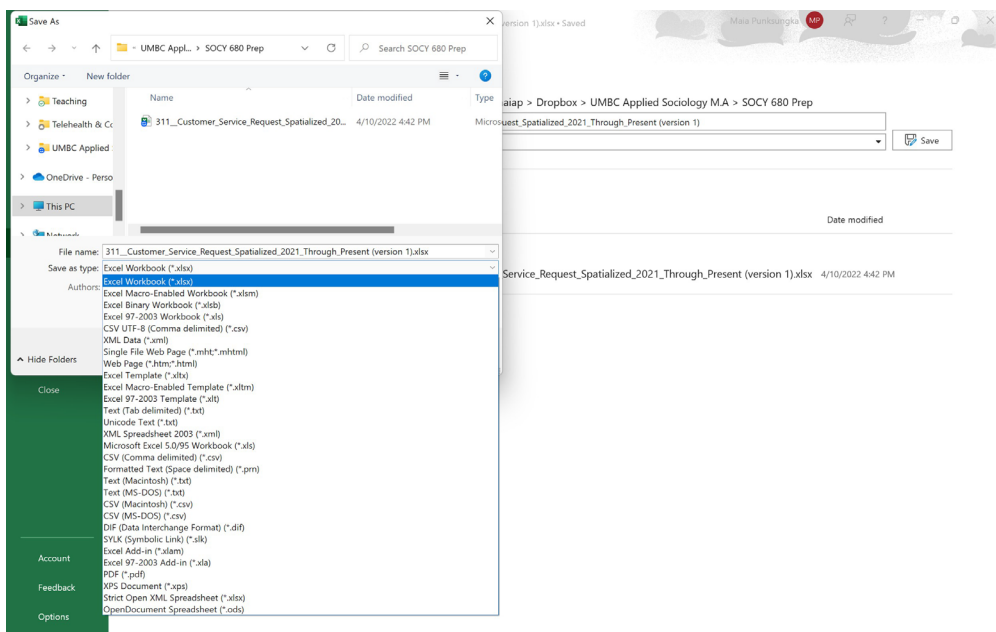 Save As
UMBC Appl... > SOCY 680 Prep
Search SOCY 680 Prep
Organize
New folder
Name
Date modified
Type
Teaching
311__Customer_Service_Request_Spatialized_20...
4/10/2022 4:42 PM
Micros
Telehealth & Co
UMBC Applied
OneDrive - Perso
This PC
Network
File name:
311__Customer_Service_Request_Spatialized_2021_Through_Present (version 1).xlsx
Save as type:
Excel Workbook (*.xlsx)
Authors:
Excel Workbook (*.xlsx)
Excel Macro-Enabled Workbook (*.xlsm)
Excel Binary Workbook (*.xlsb)
Excel 97-2003 Workbook (*.xls)
CSV UTF-8 (Comma delimited) (*.csv)
XML Data (*.xml)
Single File Web Page (*.mht;*.mhtml)
Web Page (*.htm;*.html)
Excel Template (*.xltx)
Excel Macro-Enabled Template (*.xltm)
Excel 97-2003 Template (*.xlt)
Text (Tab delimited) (*.txt)
Unicode Text (*.txt)
XML Spreadsheet 2003 (*.xml)
Microsoft Excel 5.0/95 Workbook (*.xls)
CSV (Comma delimited) (*.csv)
Formatted Text (Space delimited) (*.prn)
Text (Macintosh) (*.txt)
Text (MS-DOS) (*.txt)
CSV (Macintosh) (*.csv)
CSV (MS-DOS) (*.csv)
DIF (Data Interchange Format) (*.dif)
SYLK (Symbolic Link) (*.slk)
Excel Add-in (*.xlam)
Excel 97-2003 Add-in (*.xla)
PDF (*.pdf)
XPS Document (*.xps)
Strict Open XML Spreadsheet (*.xlsx)
OpenDocument Spreadsheet (*.ods)
Hide Folders
Close
Account
Feedback
Options
version 1).xlsx • Saved
Maia Punksungka
MP
?
aiap > Dropbox > UMBC Applied Sociology M.A > SOCY 680 Prep
uest_Spatialized_2021_Through_Present (version 1)
Save
Date modified
Service_Request_Spatialized_2021_Through_Present (version 1).xlsx
4/10/2022 4:42 PM